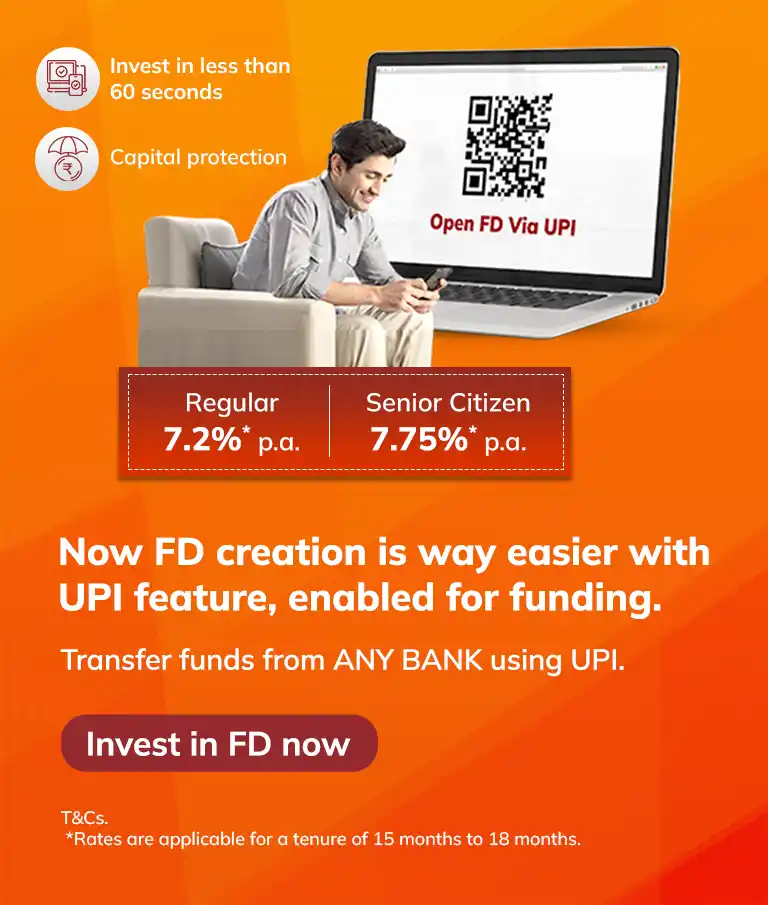 Invest in less than
60 seconds
Capital protection
Open FD Via UPI
Regular
7.2%* p.a.
Senior Citizen
7.75%* p.a.
Now FD creation is way easier with
UPI feature, enabled for funding.
Transfer funds from ANY BANK using UPI.
Invest in FD now
T&Cs.
*Rates are applicable for a tenure of 15 months to 18 months.